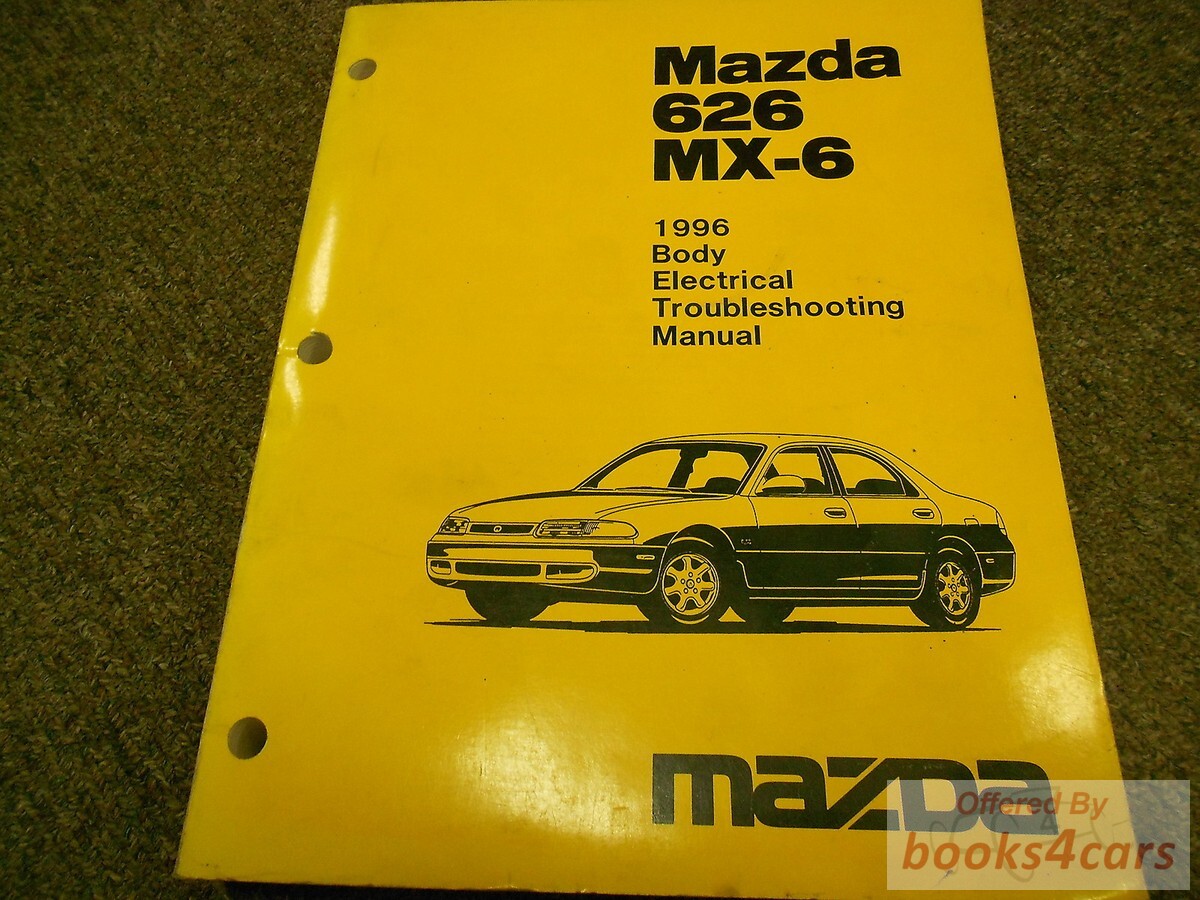 Mazda
626
MX-6
1996
Body
Electrical
Troubleshooting
Manual
mazda
Offered By
books4cars